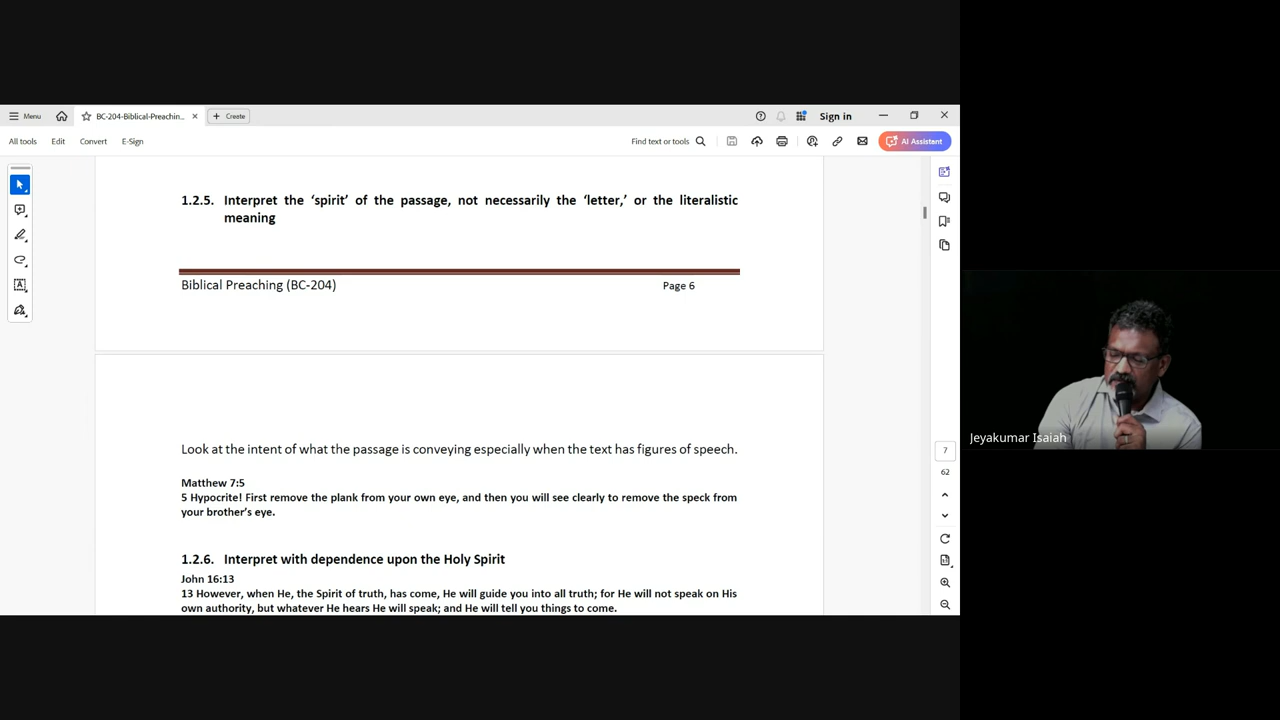 Menu
BC-204-Biblical-Preachin...
Create
Sign in
All tools
Edit
Convert
E-Sign
Find text or tools
AI Assistant
1.2.5. Interpret the ‘spirit’ of the passage, not necessarily the ‘letter,’ or the literalistic
meaning
Biblical Preaching (BC-204)
Page 6
Look at the intent of what the passage is conveying especially when the text has figures of speech.
Matthew 7:5
5 Hypocrite! First remove the plank from your own eye, and then you will see clearly to remove the speck from
your brother’s eye.
1.2.6. Interpret with dependence upon the Holy Spirit
John 16:13
13 However, when He, the Spirit of truth, has come, He will guide you into all truth; for He will not speak on His
own authority, but whatever He hears He will speak; and He will tell you things to come.
7
62
Jeyakumar Isaiah